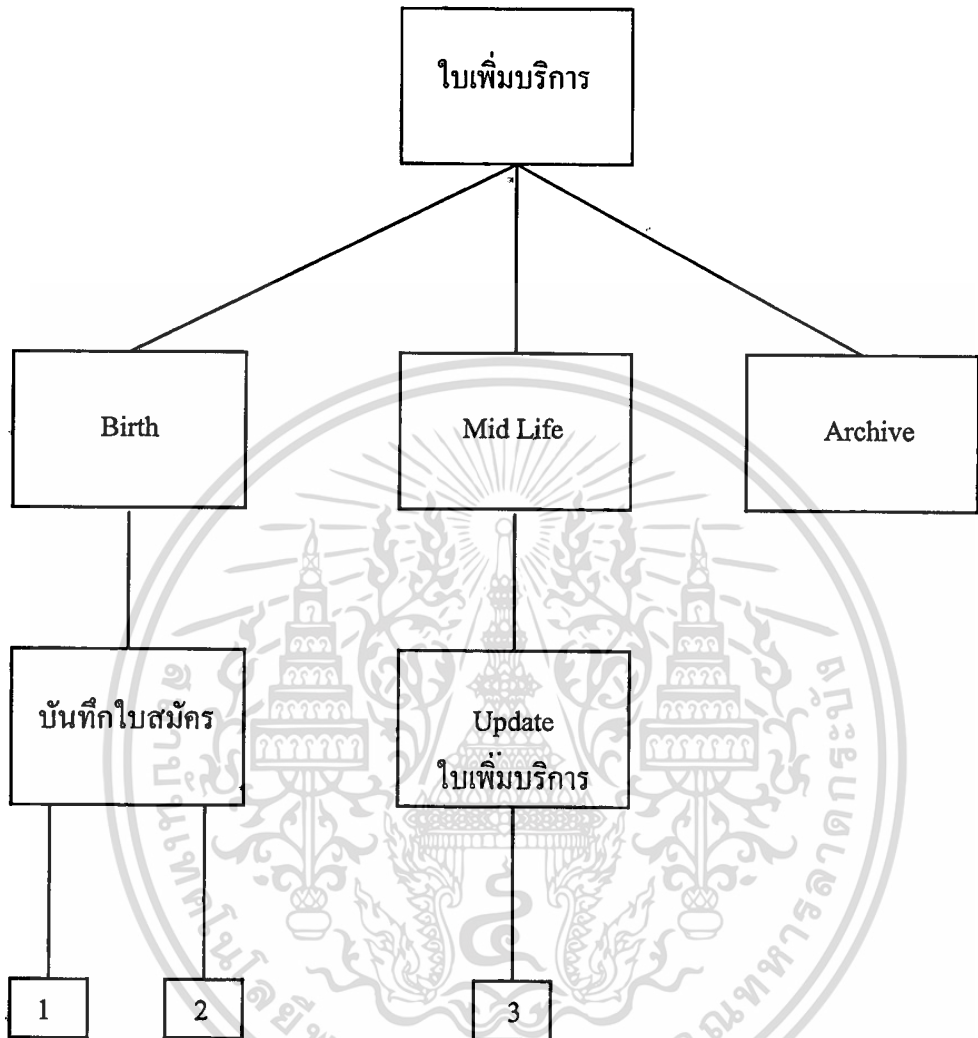 ใบเพิ่มบริการ
Birth
Mid Life
Archive
บันทึกใบสมัคร
Update
ใบเพิ่มบริการ
1
2
3